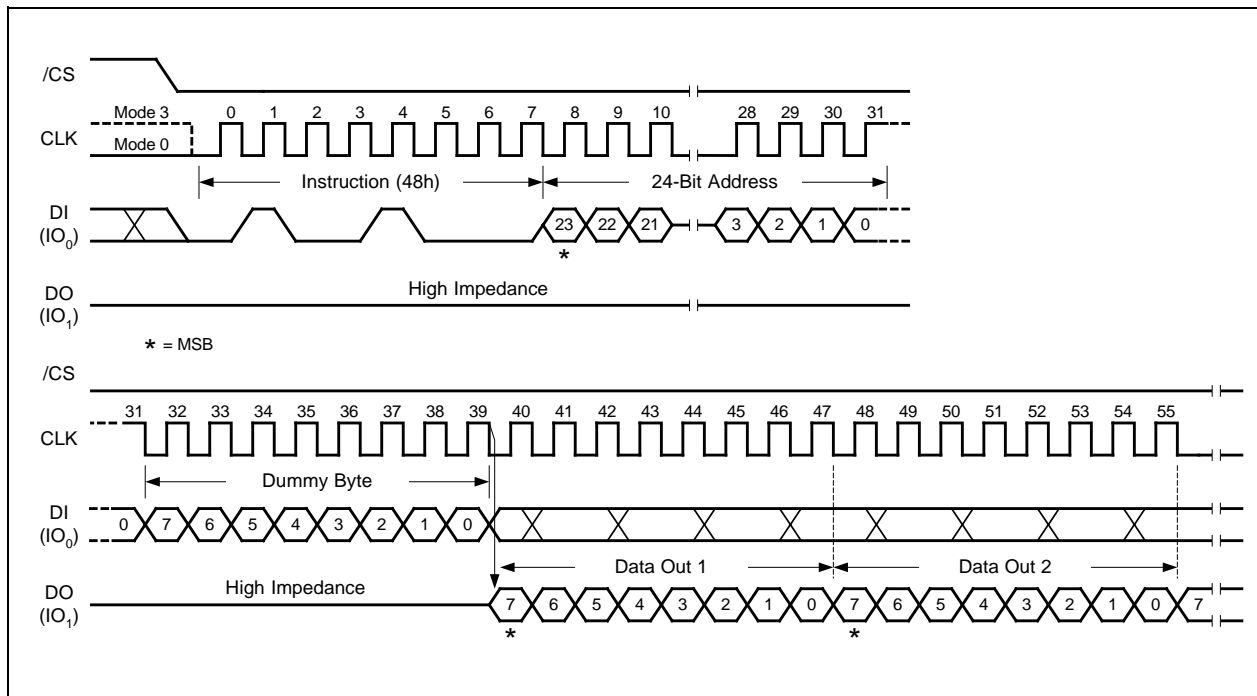 /CS
Mode 3 0 1 2 3 4 5 6 7 8 9 10 28 29 30 31
CLK
Mode 0
Instruction (48h) 24-Bit Address
DI
(IO0)
23 22 21 3 2 1 0
*
High Impedance
DO
(IO1)
* = MSB
/CS
31 32 33 34 35 36 37 38 39 40 41 42 43 44 45 46 47 48 49 50 51 52 53 54 55
CLK
Dummy Byte
DI
(IO0)
0 7 6 5 4 3 2 1 0
Data Out 1 Data Out 2
High Impedance
DO
(IO1)
7 6 5 4 3 2 1 0 7 6 5 4 3 2 1 0 7
* *